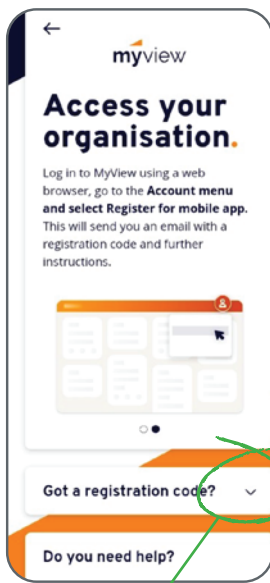 myview
Access your
organisation.
Log in to MyView using a web
browser, go to the Account menu
and select Register for mobile app.
This will send you an email with a
registration code and further
instructions.
Got a registration code?
Do you need help?